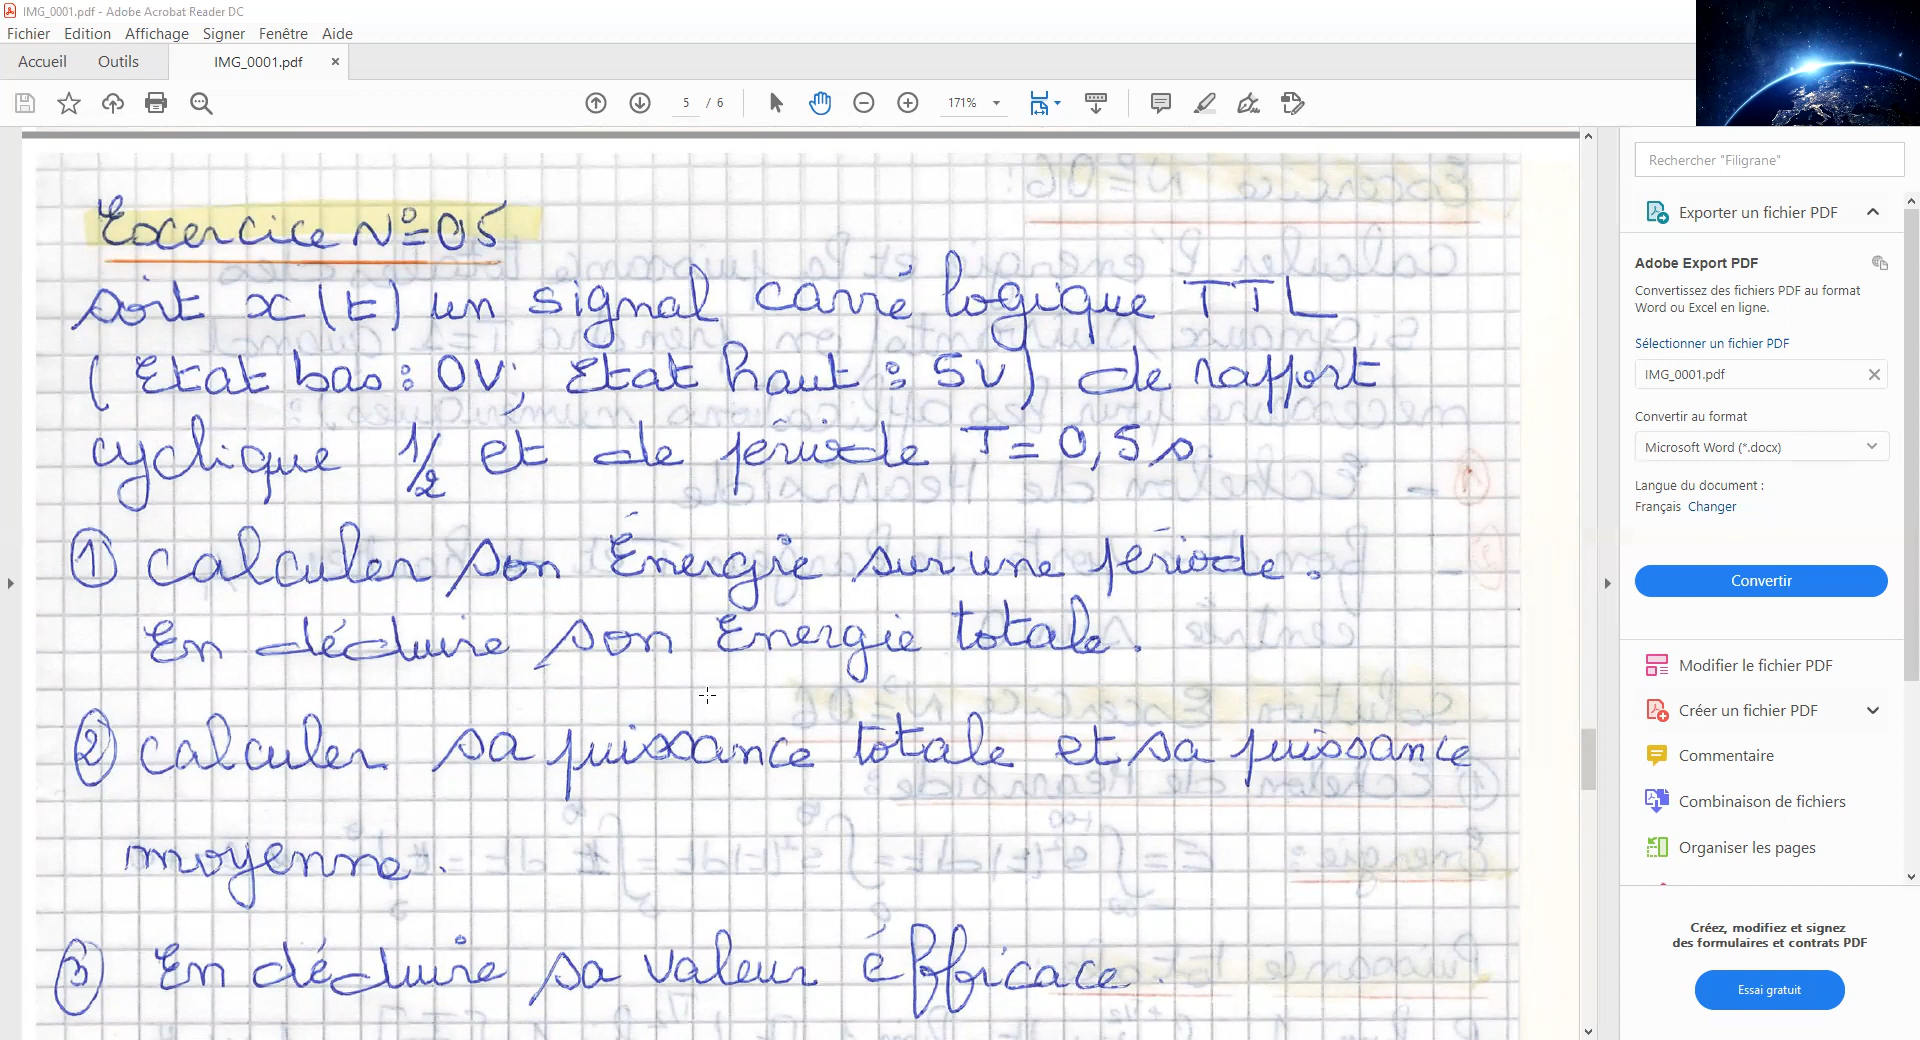 IMG_0001.pdf - Adobe Acrobat Reader DC
Fichier Edition Affichage Signer Fenêtre Aide
Accueil Outils IMG_0001.pdf ×
5 / 6 171%
Exercice N°=05
soit x(t) un signal carré logique TTL
(Etat bas : 0V; Etat haut : 5V) de rapport
cyclique 1/2 et de période T=0,5s.
① calculer son Énergie sur une période.
En déduire son Energie totale.
② calculer sa puissance totale et sa puissance
moyenne.
③ En déduire sa valeur éfficace.
Rechercher "Filigrane"
Exporter un fichier PDF
Adobe Export PDF
Convertissez des fichiers PDF au format
Word ou Excel en ligne.
Sélectionner un fichier PDF
IMG_0001.pdf
Convertir au format
Microsoft Word (*.docx)
Langue du document :
Français Changer
Convertir
Modifier le fichier PDF
Créer un fichier PDF
Commentaire
Combinaison de fichiers
Organiser les pages
Créez, modifiez et signez
des formulaires et contrats PDF
Essai gratuit